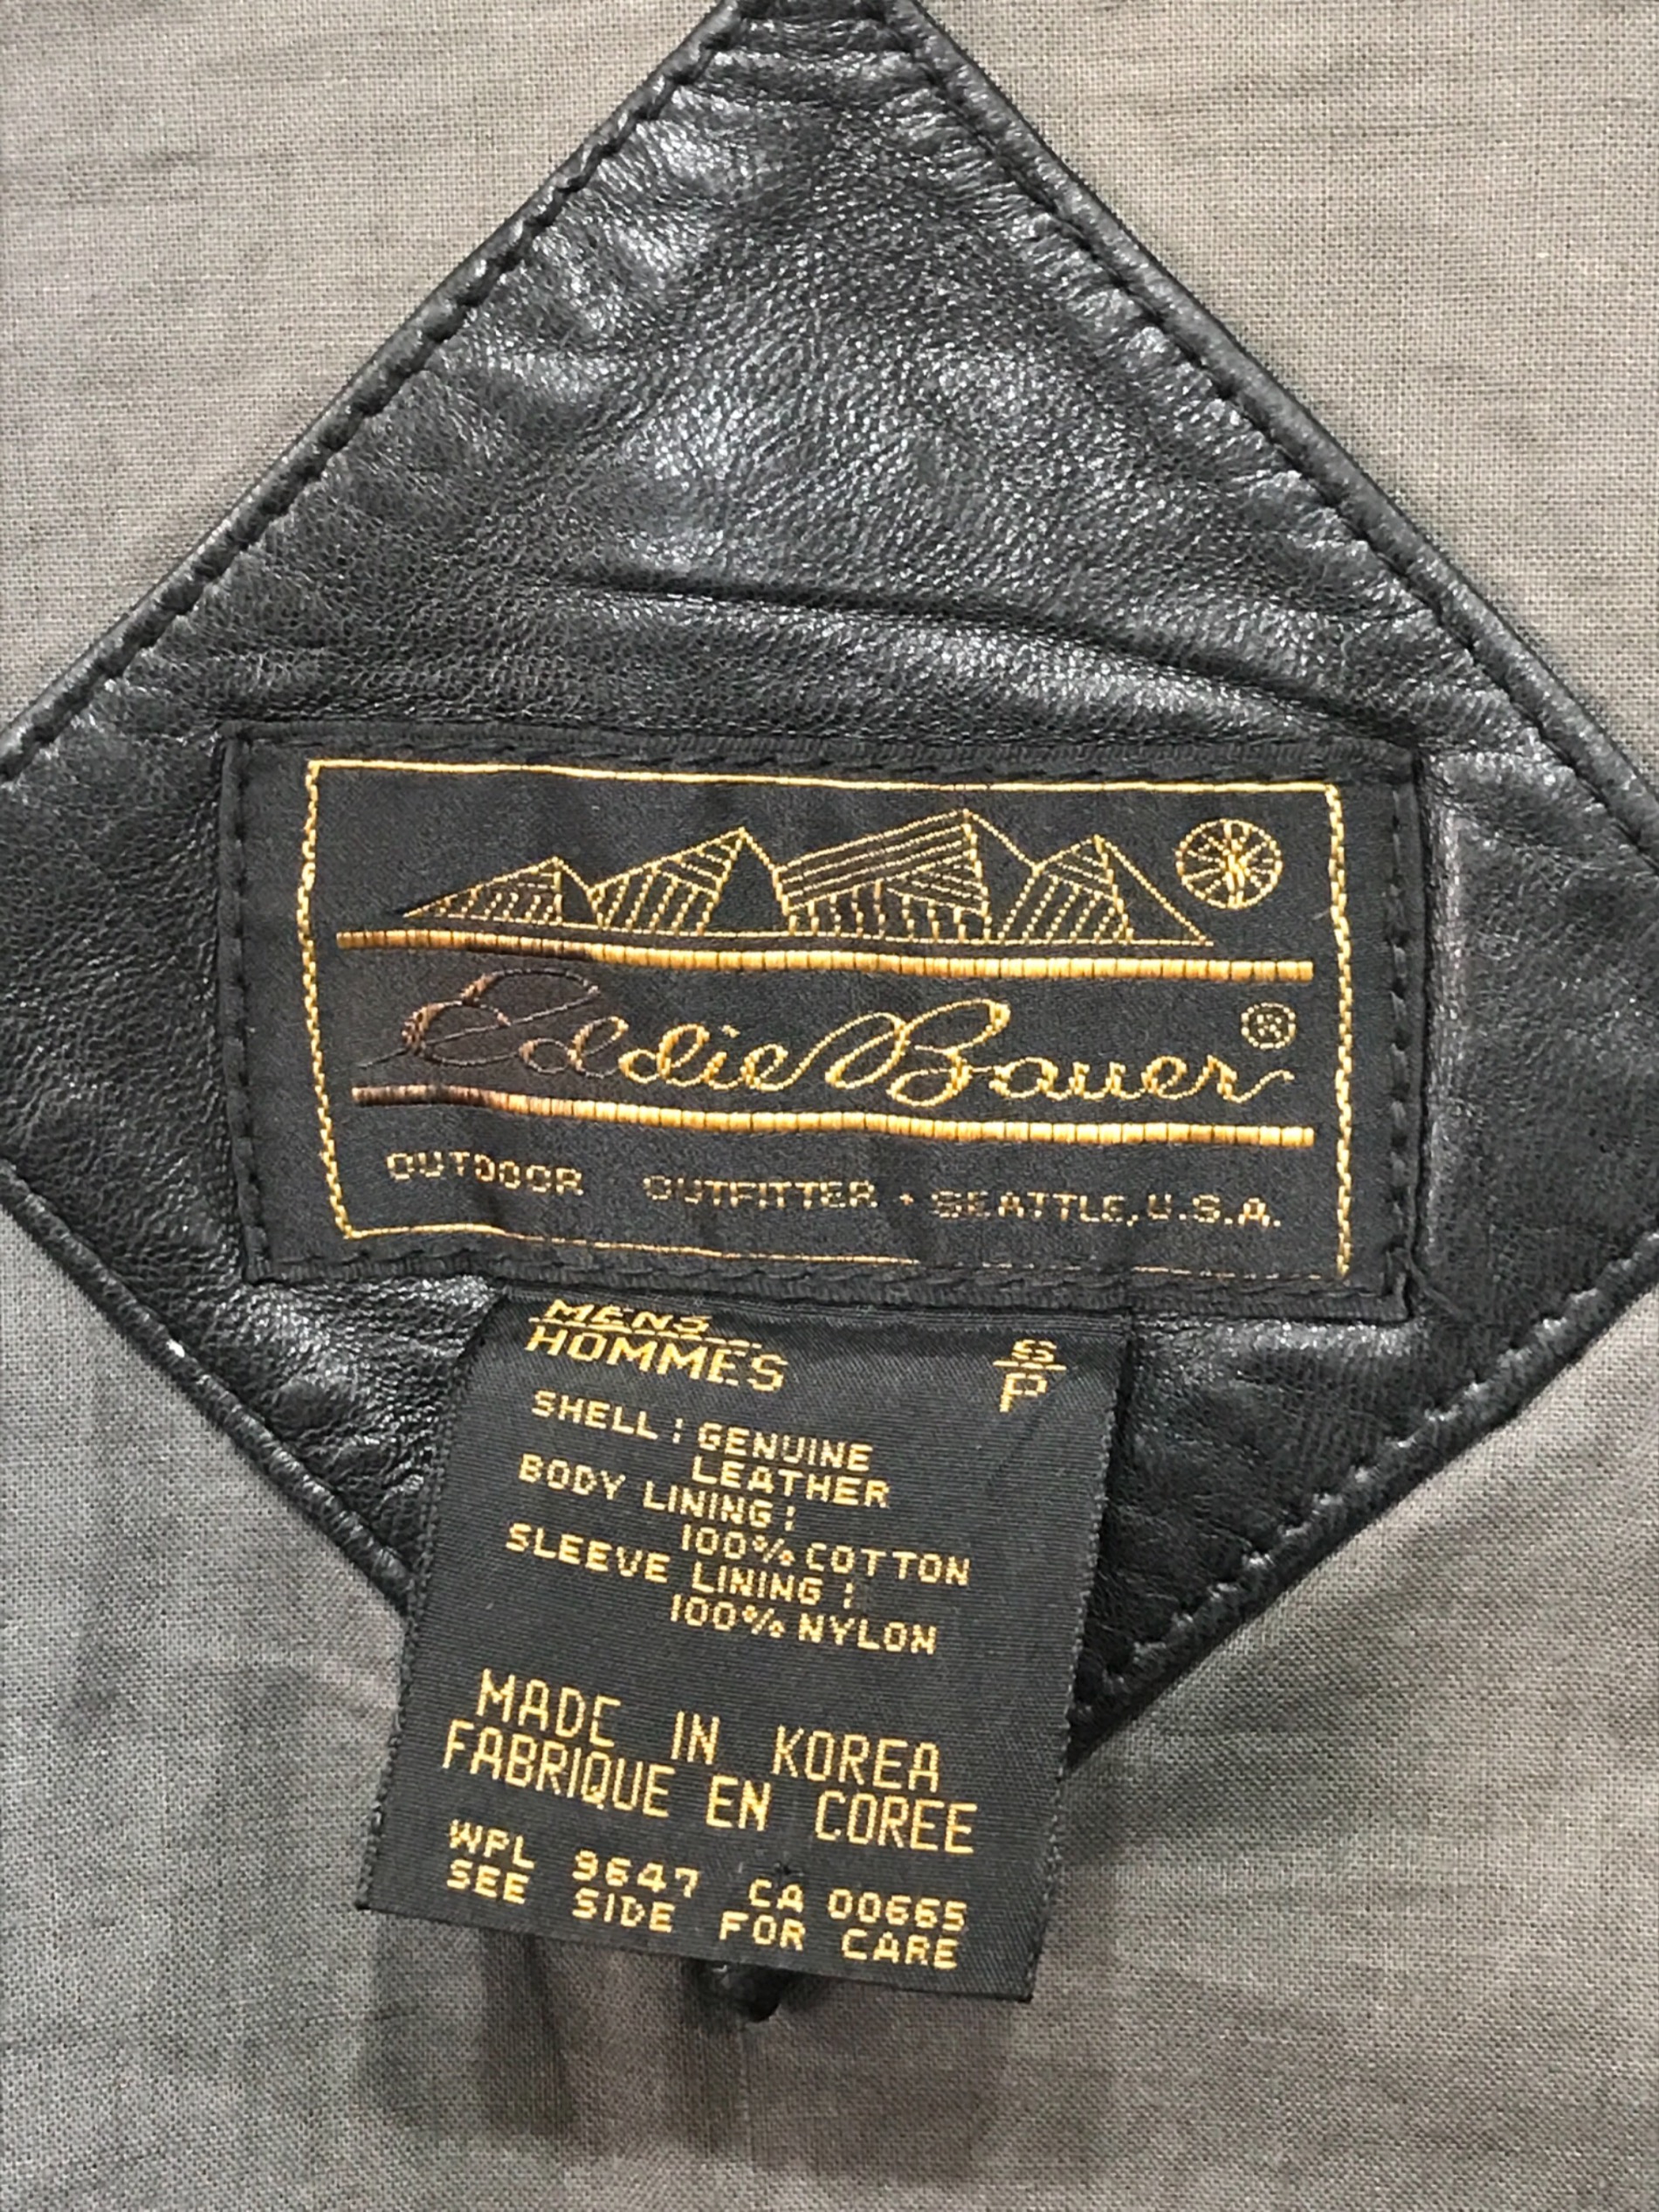 Eddie Bauer®
OUTDOOR OUTFITTER • SEATTLE, U.S.A.
MENS
HOMMES
S
P
SHELL: GENUINE
LEATHER
BODY LINING:
100% COTTON
SLEEVE LINING:
100% NYLON
MADE IN KOREA
FABRIQUE EN COREE
WPL 9647 CA 00665
SEE SIDE FOR CARE